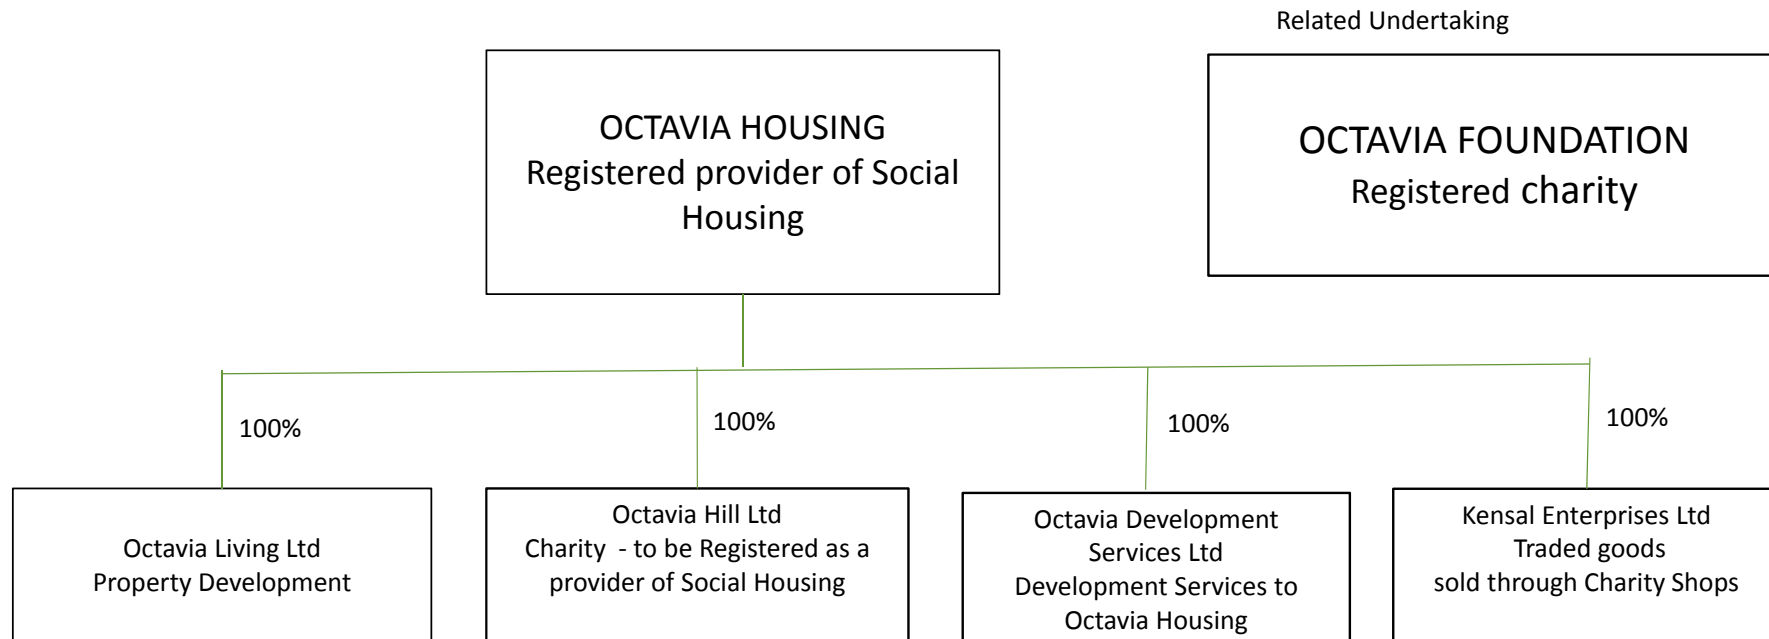 Related Undertaking
OCTAVIA HOUSING
Registered provider of Social
Housing
OCTAVIA FOUNDATION
Registered charity
100%
100%
100%
100%
Octavia Living Ltd
Property Development
Octavia Hill Ltd
Charity - to be Registered as a
provider of Social Housing
Octavia Development
Services Ltd
Development Services to
Octavia Housing
Kensal Enterprises Ltd
Traded goods
sold through Charity Shops